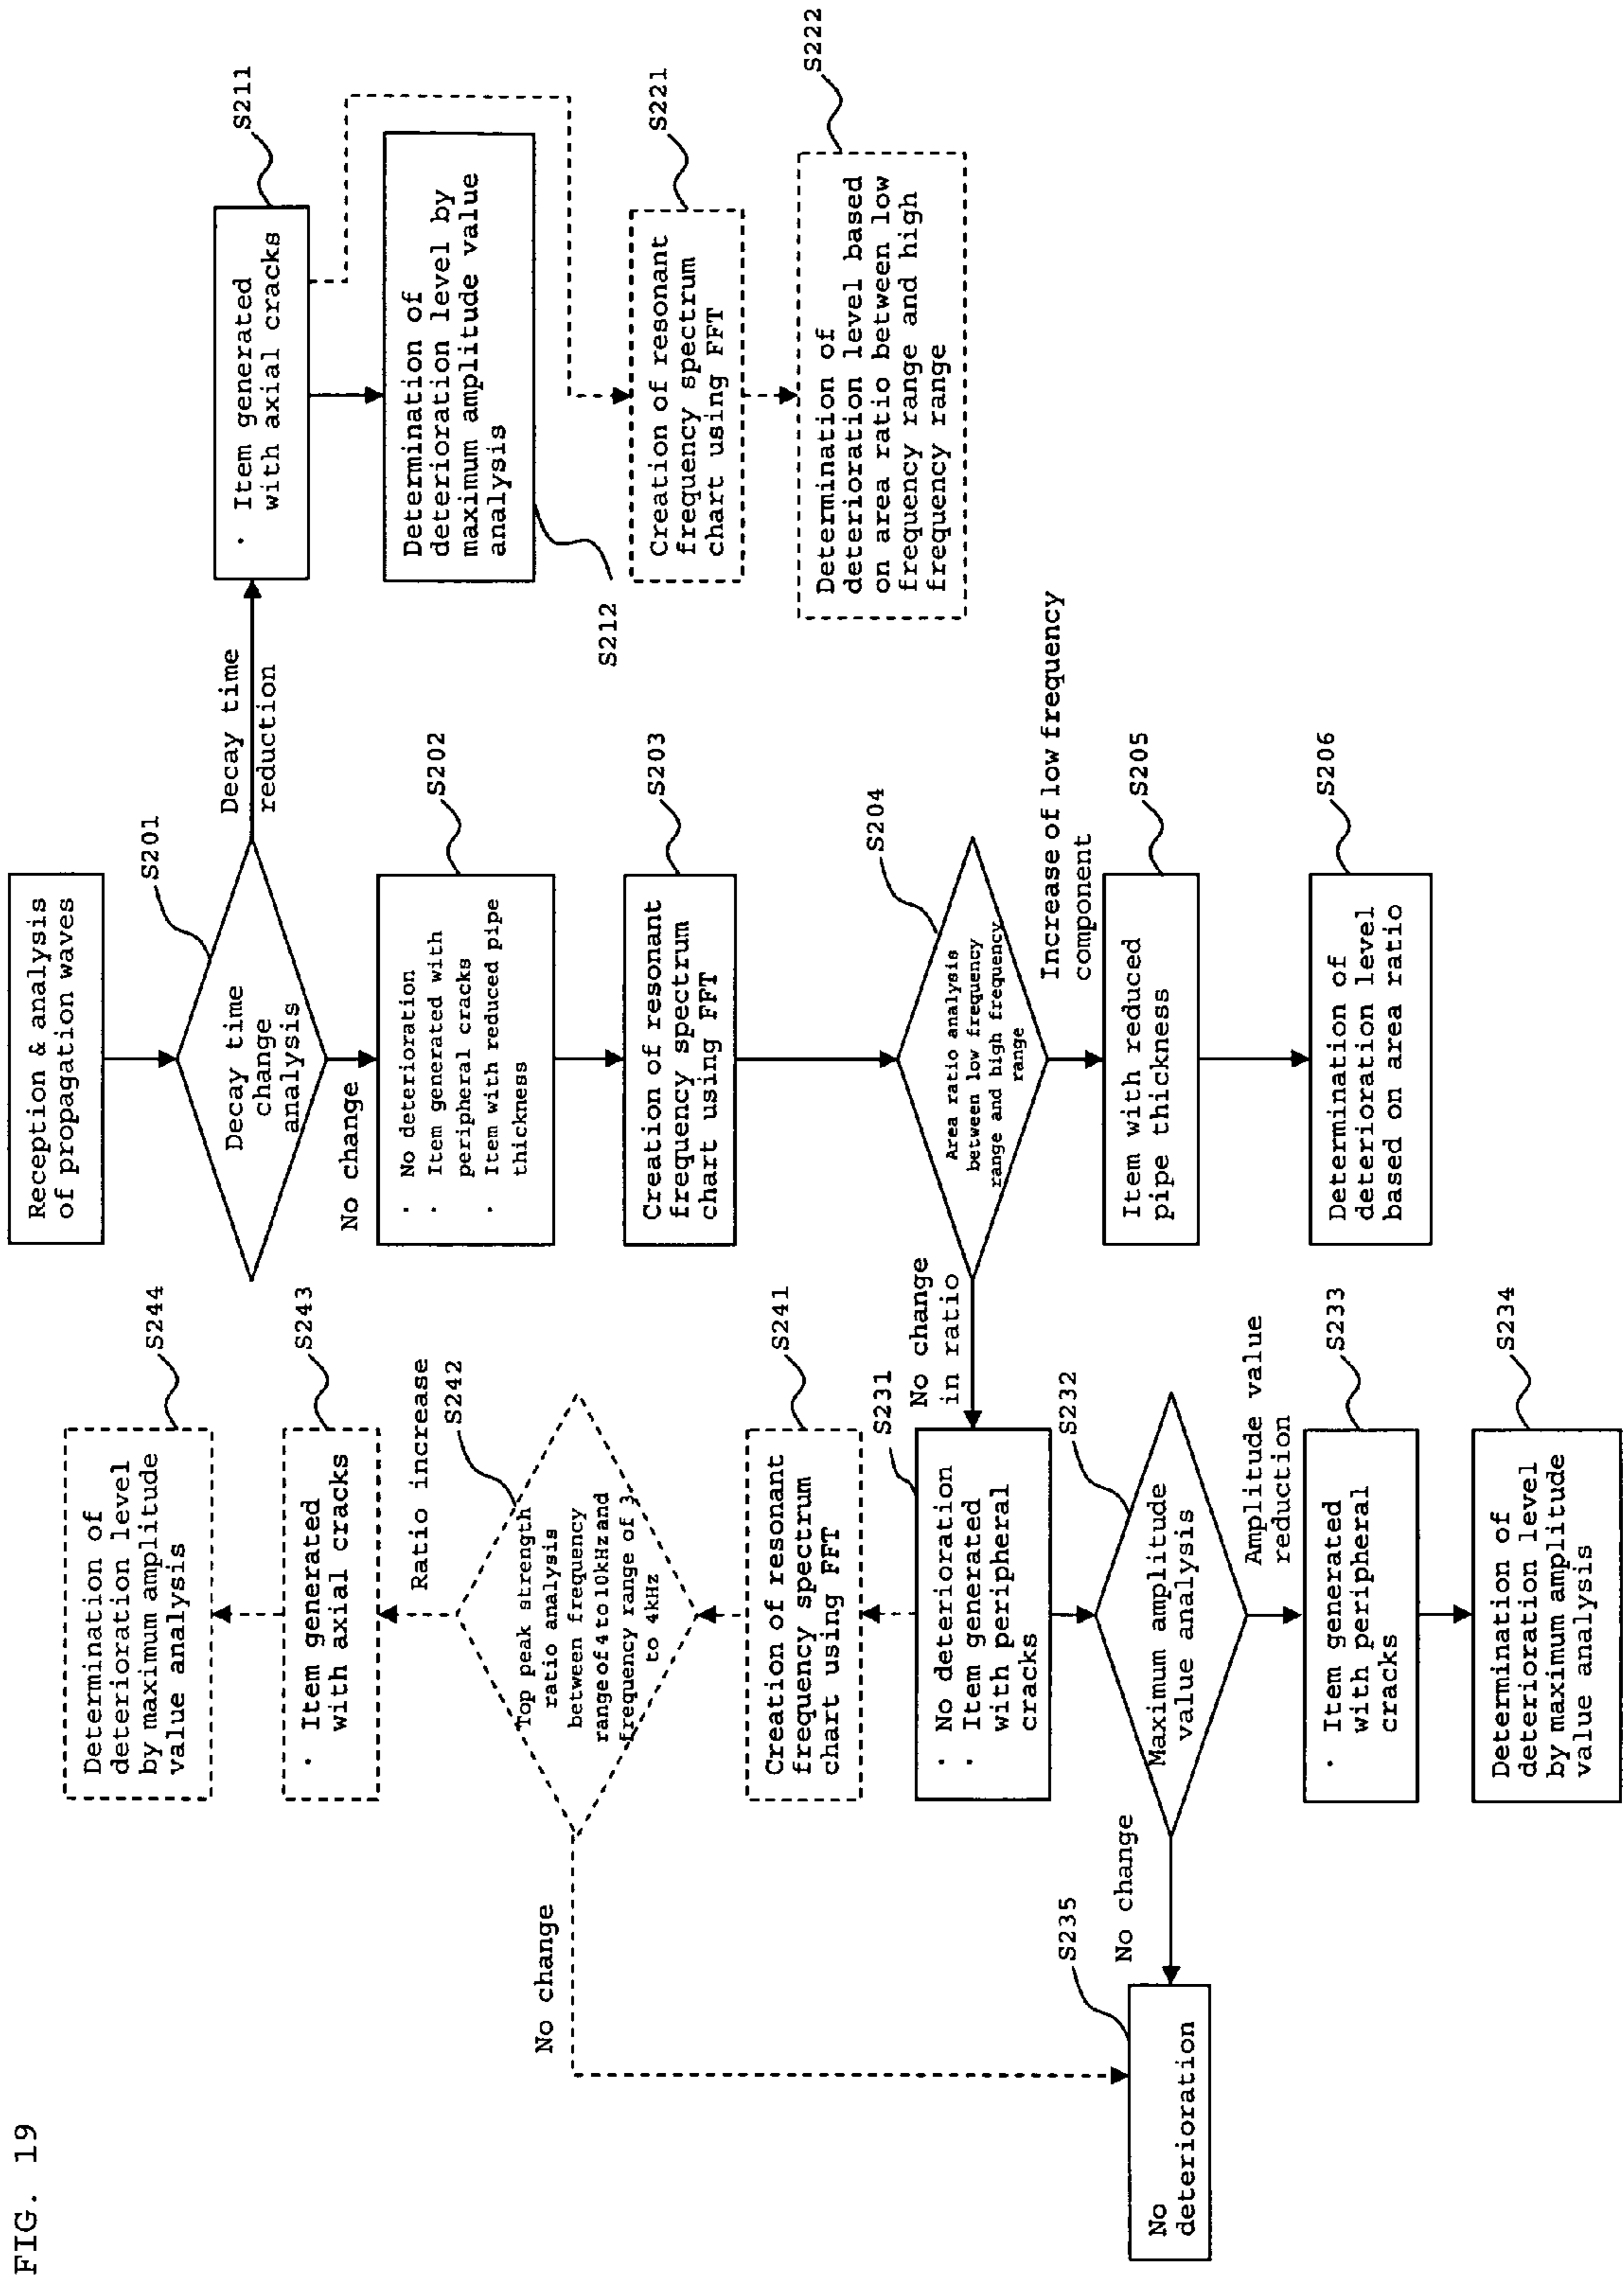 FIG. 19
Reception & analysis
of propagation waves
S201
Decay time
change
analysis
Decay time
reduction
S211
· Item generated
with axial cracks
Determination of
deterioration level by
maximum amplitude value
analysis
S212
Creation of resonant
frequency spectrum
chart using FFT
S221
Determination of
deterioration level based
on area ratio between low
frequency range and high
frequency range
S222
No change
S202
· No deterioration
· Item generated with
peripheral cracks
· Item with reduced pipe
thickness
S203
Creation of resonant
frequency spectrum
chart using FFT
S204
Area ratio analysis
between low frequency
range and high frequency
range
Increase of low frequency
component
S205
Item with reduced
pipe thickness
S206
Determination of
deterioration level
based on area ratio
No change
in ratio
S231
· No deterioration
· Item generated
with peripheral
cracks
S241
Creation of resonant
frequency spectrum
chart using FFT
S242
Top peak strength
ratio analysis
between frequency
range of 4 to 10kHz and
frequency range of 3
to 4kHz
Ratio increase
S243
· Item generated
with axial cracks
S244
Determination of
deterioration level
by maximum amplitude
value analysis
No change
S232
Maximum amplitude
value analysis
Amplitude value
reduction
S233
· Item generated
with peripheral
cracks
S234
Determination of
deterioration level
by maximum amplitude
value analysis
No change
S235
No
deterioration